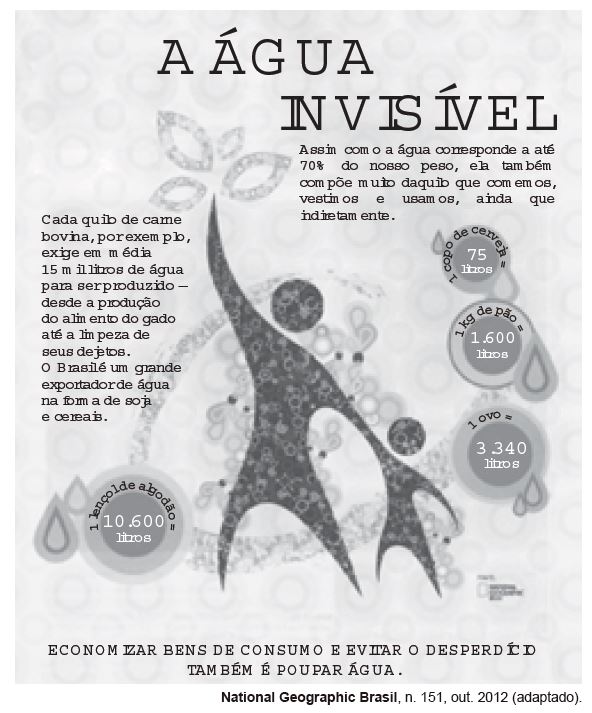 A ÁGUA
INVISÍVEL
Assim como a água corresponde a até
70% do nosso peso, ela também
compõe muito daquilo que comemos,
vestimos e usamos, ainda que
indiretamente.
Cada quilo de carne
bovina, por exemplo,
exige em média
15 mil litros de água
para ser produzido –
desde a produção
do alimento do gado
até a limpeza de
seus dejetos.
O Brasil é um grande
exportador de água
na forma de soja
e cereais.
1 copo de cerveja =
75
litros
1 kg de pão =
1.600
litros
1 ovo =
3.340
litros
1 lençol de algodão =
10.600
litros
ECONOMIZAR BENS DE CONSUMO E EVITAR O DESPERDÍCIO
TAMBÉM É POUPAR ÁGUA.
National Geographic Brasil, n. 151, out. 2012 (adaptado).